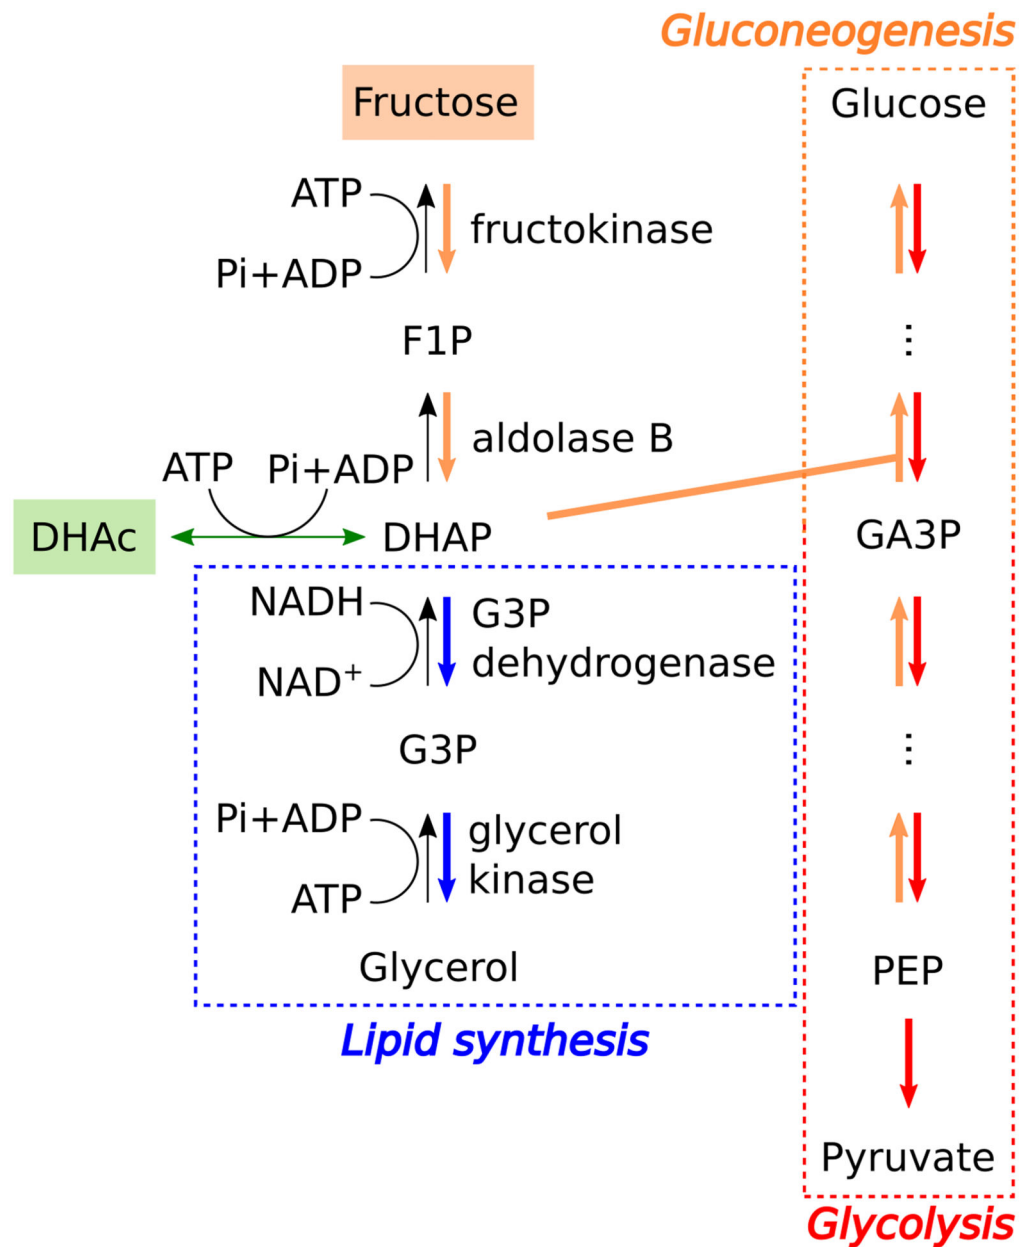 Gluconeogenesis
Fructose
Glucose
ATP
fructokinase
Pi+ADP
F1P
...
aldolase B
ATP
Pi+ADP
DHAc
DHAP
GA3P
NADH
G3P
dehydrogenase
NAD+
G3P
...
Pi+ADP
glycerol
kinase
ATP
Glycerol
PEP
Lipid synthesis
Pyruvate
Glycolysis